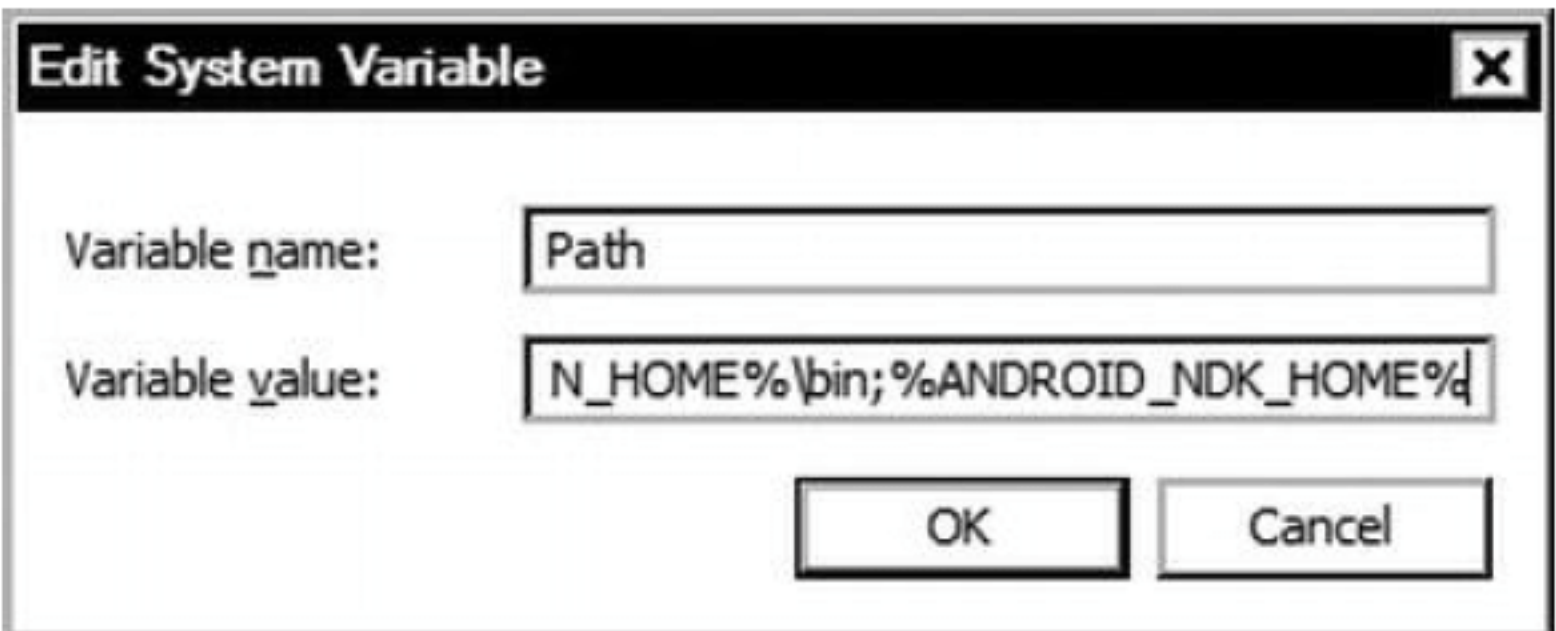 Edit System Variable
Variable name: Path
Variable value: N_HOME%\bin;%ANDROID_NDK_HOME%
OK Cancel